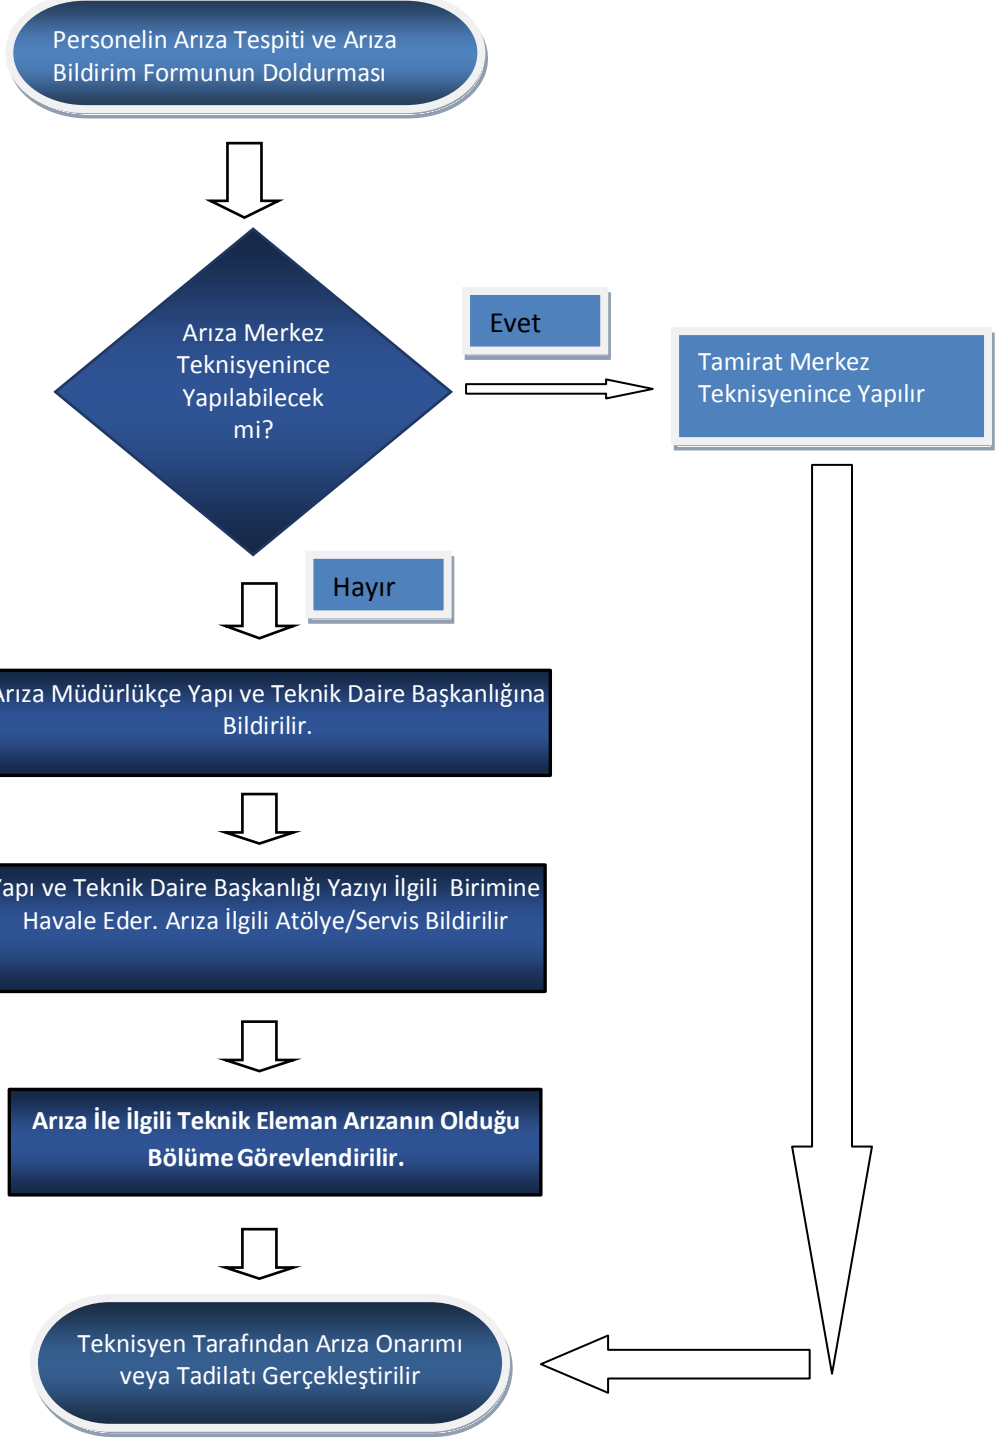 Personelin Arıza Tespiti ve Arıza
Bildirim Formunun Doldurması
Arıza Merkez
Teknisyenince
Yapılabilecek
mi?
Evet
Tamirat Merkez
Teknisyenince Yapılır
Hayır
Arıza Müdürlükçe Yapı ve Teknik Daire Başkanlığına
Bildirilir.
Yapı ve Teknik Daire Başkanlığı Yazıyı İlgili Birimine
Havale Eder. Arıza İlgili Atölye/Servis Bildirilir
Arıza İle İlgili Teknik Eleman Arızanın Olduğu
Bölüme Görevlendirilir.
Teknisyen Tarafından Arıza Onarımı
veya Tadilatı Gerçekleştirilir